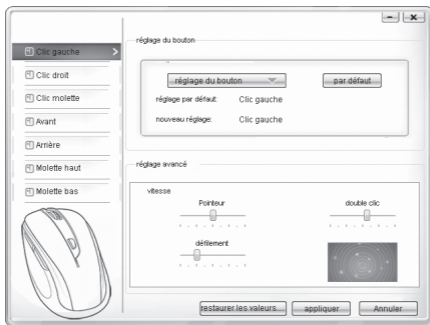 Clic gauche
Clic droit
Clic molette
Avant
Arrière
Molette haut
Molette bas
réglage du bouton
réglage du bouton
par défaut
réglage par défaut:
Clic gauche
nouveau réglage:
Clic gauche
réglage avancé
vitesse
Pointeur
double clic
défilement
restaurer les valeurs
appliquer
Annuler